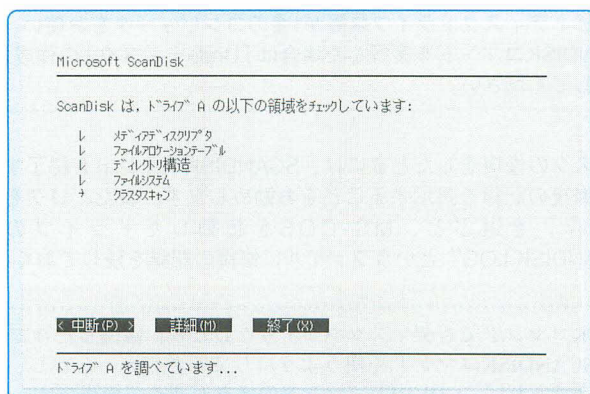 Microsoft ScanDisk
ScanDisk は, ﾄﾞﾗｲﾌﾞ A の以下の領域をﾁｪｯｸしています:
レ ﾒﾃﾞｨｱﾃﾞｨｽｸﾘﾌﾟﾀ
レ ﾌｧｲﾙｱﾛｹｰｼｮﾝﾃｰﾌﾞﾙ
レ ﾃﾞｨﾚｸﾄﾘ構造
レ ﾌｧｲﾙｼｽﾃﾑ
ｸﾗｽﾀｽｷｬﾝ
< 中断(P) > 詳細(M) 終了(X)
ﾄﾞﾗｲﾌﾞ A を調べています...